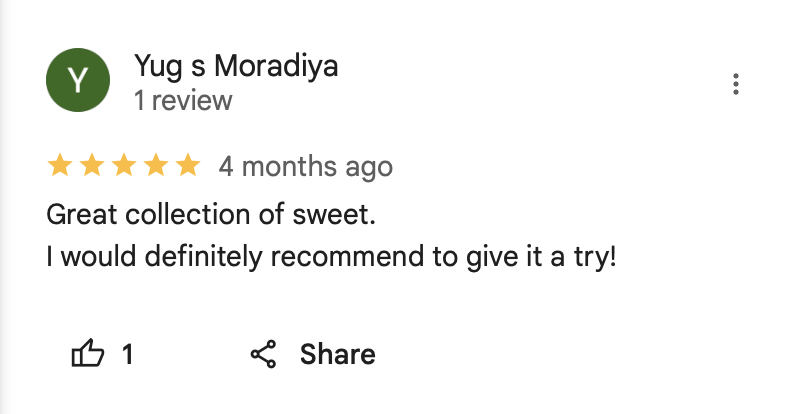 Y
Yug s Moradiya
1 review
4 months ago
Great collection of sweet.
I would definitely recommend to give it a try!
1
Share